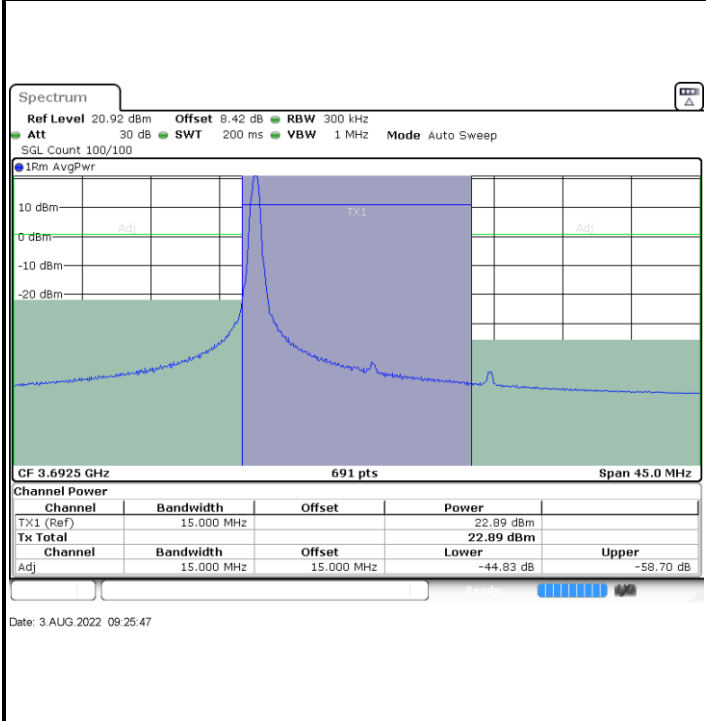 Spectrum
Ref Level 20.92 dBm Offset 8.42 dB RBW 300 kHz
Att 30 dB SWT 200 ms VBW 1 MHz Mode Auto Sweep
SGL Count 100/100
1Rm AvgPwr
10 dBm
TX1
Adj Adj
0 dBm
-10 dBm
-20 dBm
CF 3.6925 GHz 691 pts Span 45.0 MHz
Channel Power
Channel Bandwidth Offset Power
TX1 (Ref) 15.000 MHz 22.89 dBm
Tx Total 22.89 dBm
Channel Bandwidth Offset Lower Upper
Adj 15.000 MHz 15.000 MHz -44.83 dB -58.70 dB
Ready
Date: 3.AUG.2022 09:25:47